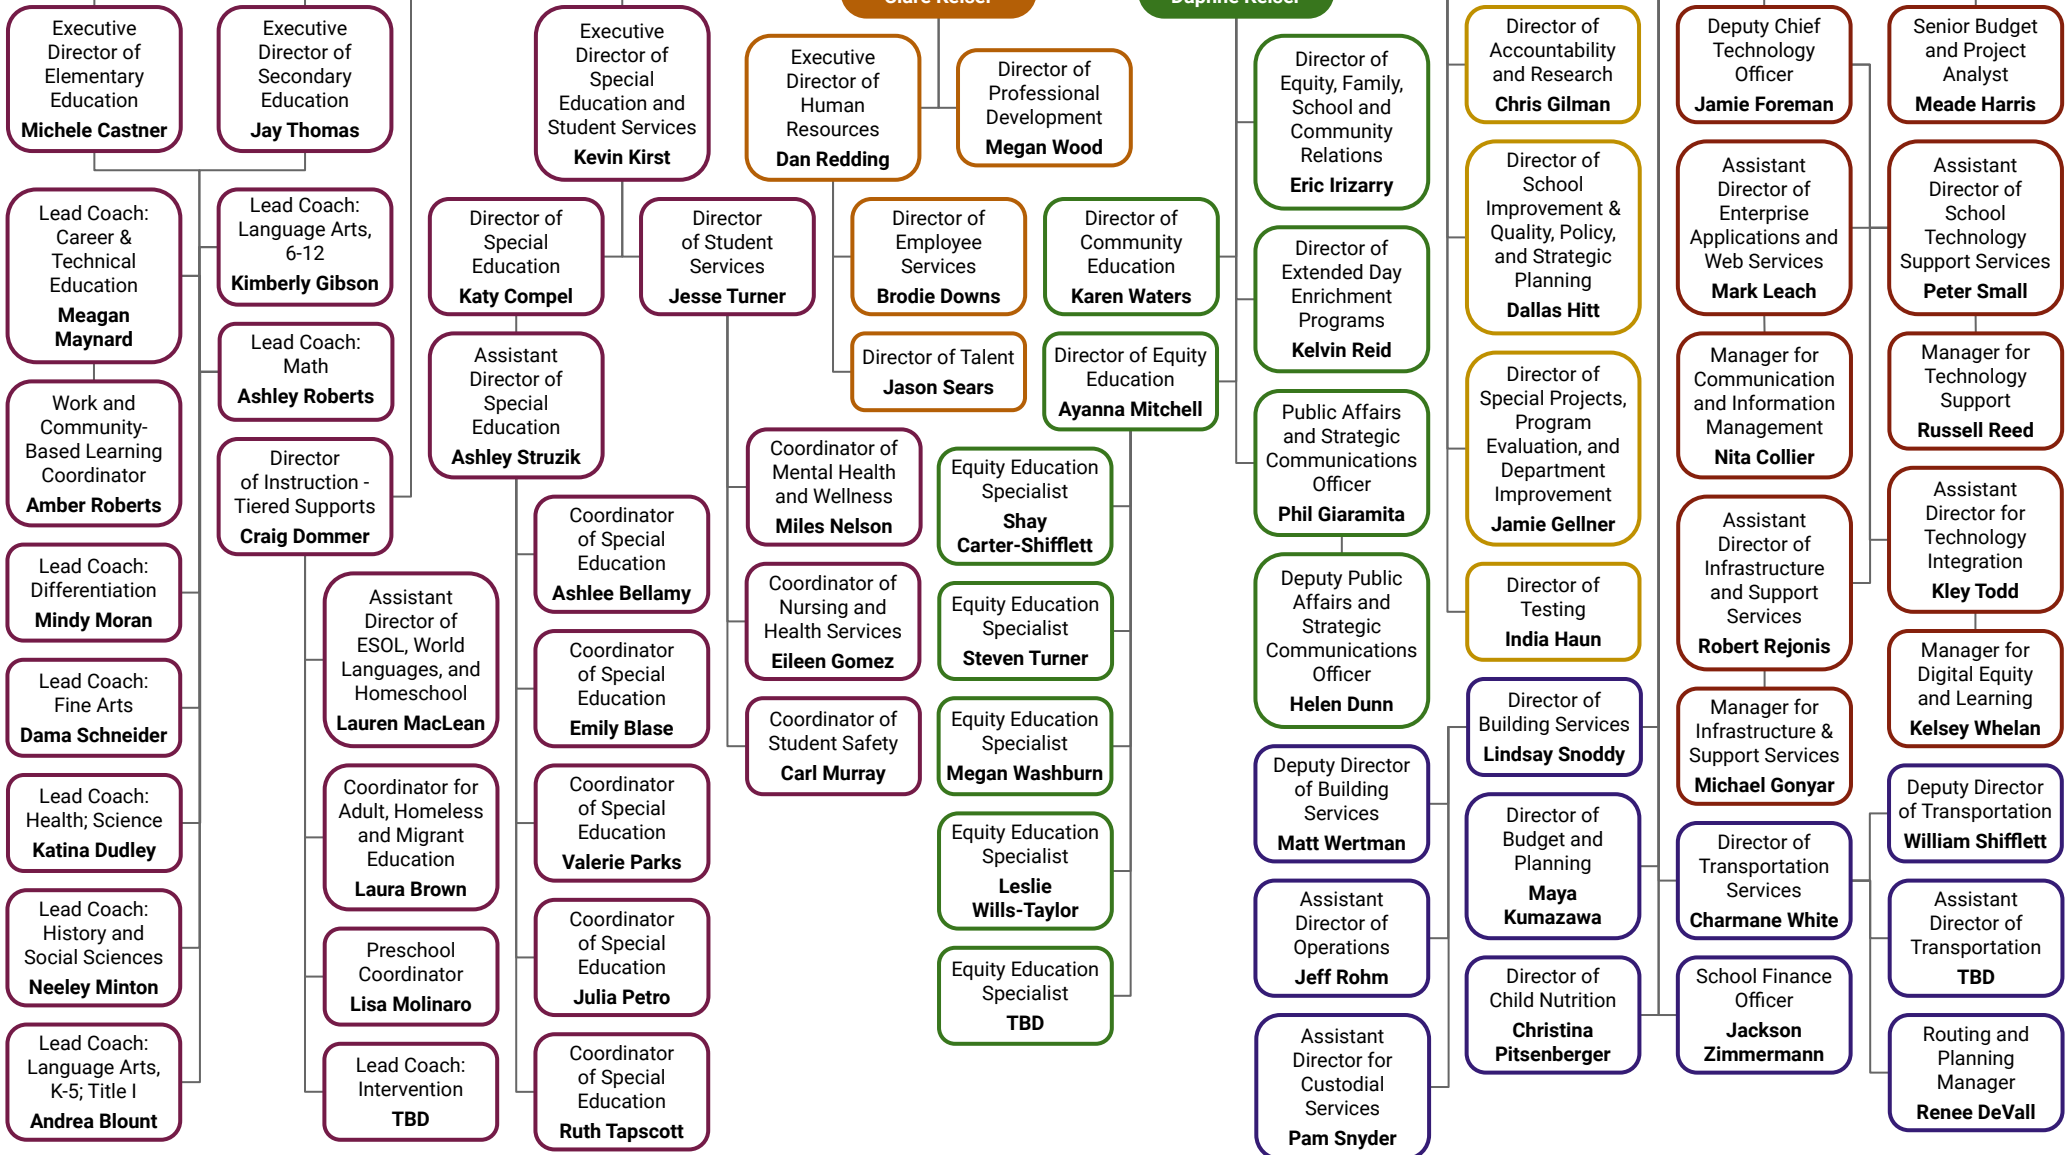 Clare Keiser
Daphne Keiser
Executive
Director of
Elementary
Education
Michele Castner
Executive
Director of
Secondary
Education
Jay Thomas
Lead Coach:
Career &
Technical
Education
Meagan
Maynard
Lead Coach:
Language Arts,
6-12
Kimberly Gibson
Lead Coach:
Math
Ashley Roberts
Work and
Community-
Based Learning
Coordinator
Amber Roberts
Director
of Instruction -
Tiered Supports
Craig Dommer
Lead Coach:
Differentiation
Mindy Moran
Lead Coach:
Fine Arts
Dama Schneider
Lead Coach:
Health; Science
Katina Dudley
Lead Coach:
History and
Social Sciences
Neeley Minton
Lead Coach:
Language Arts,
K-5; Title I
Andrea Blount
Assistant
Director of
ESOL, World
Languages, and
Homeschool
Lauren MacLean
Coordinator for
Adult, Homeless
and Migrant
Education
Laura Brown
Preschool
Coordinator
Lisa Molinaro
Lead Coach:
Intervention
TBD
Executive
Director of
Special
Education and
Student Services
Kevin Kirst
Director of
Special
Education
Katy Compel
Director
of Student
Services
Jesse Turner
Assistant
Director of
Special
Education
Ashley Struzik
Coordinator
of Special
Education
Ashlee Bellamy
Coordinator
of Special
Education
Emily Blase
Coordinator
of Special
Education
Valerie Parks
Coordinator
of Special
Education
Julia Petro
Coordinator
of Special
Education
Ruth Tapscott
Coordinator of
Mental Health
and Wellness
Miles Nelson
Coordinator of
Nursing and
Health Services
Eileen Gomez
Coordinator of
Student Safety
Carl Murray
Executive
Director of
Human
Resources
Dan Redding
Director of
Professional
Development
Megan Wood
Director of
Employee
Services
Brodie Downs
Director of Talent
Jason Sears
Director of
Equity, Family,
School and
Community
Relations
Eric Irizarry
Director of
Community
Education
Karen Waters
Director of
Extended Day
Enrichment
Programs
Kelvin Reid
Director of Equity
Education
Ayanna Mitchell
Public Affairs
and Strategic
Communications
Officer
Phil Giaramita
Deputy Public
Affairs and
Strategic
Communications
Officer
Helen Dunn
Equity Education
Specialist
Shay
Carter-Shifflett
Equity Education
Specialist
Steven Turner
Equity Education
Specialist
Megan Washburn
Equity Education
Specialist
Leslie
Wills-Taylor
Equity Education
Specialist
TBD
Director of
Accountability
and Research
Chris Gilman
Director of
School
Improvement &
Quality, Policy,
and Strategic
Planning
Dallas Hitt
Director of
Special Projects,
Program
Evaluation, and
Department
Improvement
Jamie Gellner
Director of
Testing
India Haun
Director of
Building Services
Lindsay Snoddy
Deputy Director
of Building
Services
Matt Wertman
Assistant
Director of
Operations
Jeff Rohm
Assistant
Director for
Custodial
Services
Pam Snyder
Director of
Budget and
Planning
Maya
Kumazawa
Director of
Child Nutrition
Christina
Pitsenberger
Director of
Transportation
Services
Charmane White
School Finance
Officer
Jackson
Zimmermann
Deputy Director
of Transportation
William Shifflett
Assistant
Director of
Transportation
TBD
Routing and
Planning
Manager
Renee DeVall
Deputy Chief
Technology
Officer
Jamie Foreman
Senior Budget
and Project
Analyst
Meade Harris
Assistant
Director of
Enterprise
Applications and
Web Services
Mark Leach
Assistant
Director of
School
Technology
Support Services
Peter Small
Manager for
Communication
and Information
Management
Nita Collier
Manager for
Technology
Support
Russell Reed
Assistant
Director of
Infrastructure
and Support
Services
Robert Rejonis
Assistant
Director for
Technology
Integration
Kley Todd
Manager for
Infrastructure &
Support Services
Michael Gonyar
Manager for
Digital Equity
and Learning
Kelsey Whelan